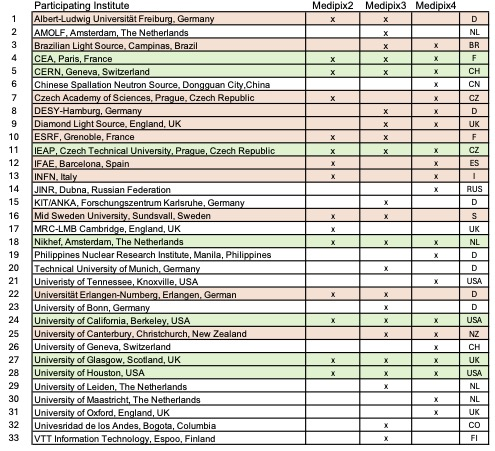 Participating Institute Medipix2 Medipix3 Medipix4
1 Albert-Ludwig Universität Freiburg, Germany x x D
2 AMOLF, Amsterdam, The Netherlands x NL
3 Brazilian Light Source, Campinas, Brazil x x BR
4 CEA, Paris, France x x x F
5 CERN, Geneva, Switzerland x x x CH
6 Chinese Spallation Neutron Source, Dongguan City,China x CN
7 Czech Academy of Sciences, Prague, Czech Republic x x CZ
8 DESY-Hamburg, Germany x x D
9 Diamond Light Source, England, UK x x UK
10 ESRF, Grenoble, France x x F
11 IEAP, Czech Technical University, Prague, Czech Republic x x x CZ
12 IFAE, Barcelona, Spain x x ES
13 INFN, Italy x x I
14 JINR, Dubna, Russian Federation x RUS
15 KIT/ANKA, Forschungszentrum Karlsruhe, Germany x D
16 Mid Sweden University, Sundsvall, Sweden x x S
17 MRC-LMB Cambridge, England, UK x UK
18 Nikhef, Amsterdam, The Netherlands x x x NL
19 Philippines Nuclear Research Institute, Manila, Philippines x D
20 Technical University of Munich, Germany x D
21 Univeristy of Tennessee, Knoxville, USA x USA
22 Universität Erlangen-Numberg, Erlangen, German x x D
23 University of Bonn, Germany x D
24 University of California, Berkeley, USA x x x USA
25 University of Canterbury, Christchurch, New Zealand x x NZ
26 University of Geneva, Switzerland x CH
27 University of Glasgow, Scotland, UK x x x UK
28 University of Houston, USA x x x USA
29 University of Leiden, The Netherlands x NL
30 University of Maastricht, The Netherlands x NL
31 University of Oxford, England, UK x UK
32 Univesridad de los Andes, Bogota, Columbia x CO
33 VTT Information Technology, Espoo, Finland x FI